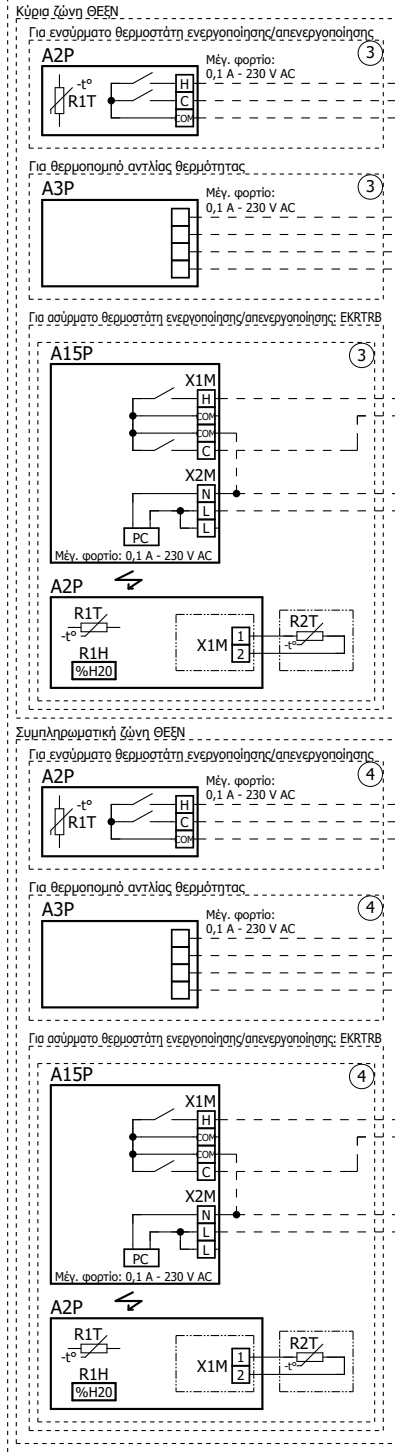 Κύρια ζώνη ΘΕξΝ
Για ενσύρματο θερμοστάτη ενεργοποίησης/απενεργοποίησης
A2P
3
Μέγ. φορτίο:
0,1 A - 230 V AC
-t°
R1T
H
C
COM
Για θερμοπομπό αντλίας θερμότητας
A3P
3
Μέγ. φορτίο:
0,1 A - 230 V AC
Για ασύρματο θερμοστάτη ενεργοποίησης/απενεργοποίησης: EKRTRB
A15P
3
X1M
H
COM
COM
C
X2M
N
L
L
PC
Μέγ. φορτίο: 0,1 A - 230 V AC
A2P
R1T
-t°
R1H
%H20
X1M
1
2
R2T
-t°
Συμπληρωματική ζώνη ΘΕξΝ
Για ενσύρματο θερμοστάτη ενεργοποίησης/απενεργοποίησης
A2P
4
Μέγ. φορτίο:
0,1 A - 230 V AC
-t°
R1T
H
C
COM
Για θερμοπομπό αντλίας θερμότητας
A3P
4
Μέγ. φορτίο:
0,1 A - 230 V AC
Για ασύρματο θερμοστάτη ενεργοποίησης/απενεργοποίησης: EKRTRB
A15P
4
X1M
H
COM
COM
C
X2M
N
L
L
PC
Μέγ. φορτίο: 0,1 A - 230 V AC
A2P
R1T
-t°
R1H
%H20
X1M
1
2
R2T
-t°